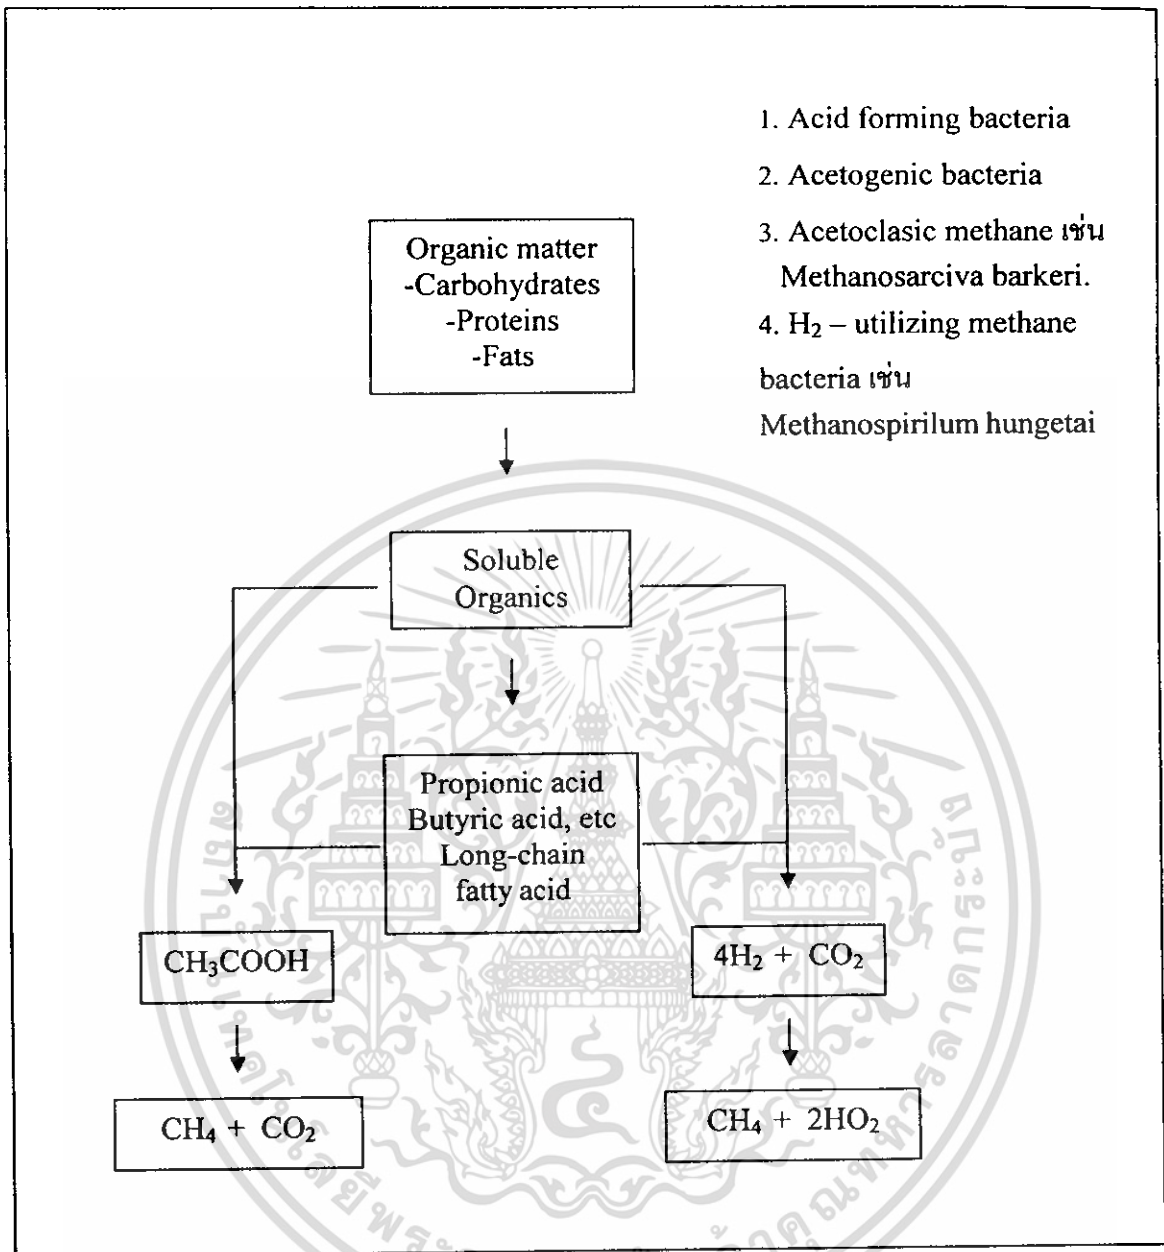 1. Acid forming bacteria
2. Acetogenic bacteria
3. Acetoclasic methane เช่น
Methanosarciva barkeri.
4. H₂ – utilizing methane
bacteria เช่น
Methanospirilum hungetai
Organic matter
-Carbohydrates
-Proteins
-Fats
Soluble
Organics
Propionic acid
Butyric acid, etc
Long-chain
fatty acid
CH₃COOH
4H₂ + CO₂
CH₄ + CO₂
CH₄ + 2HO₂